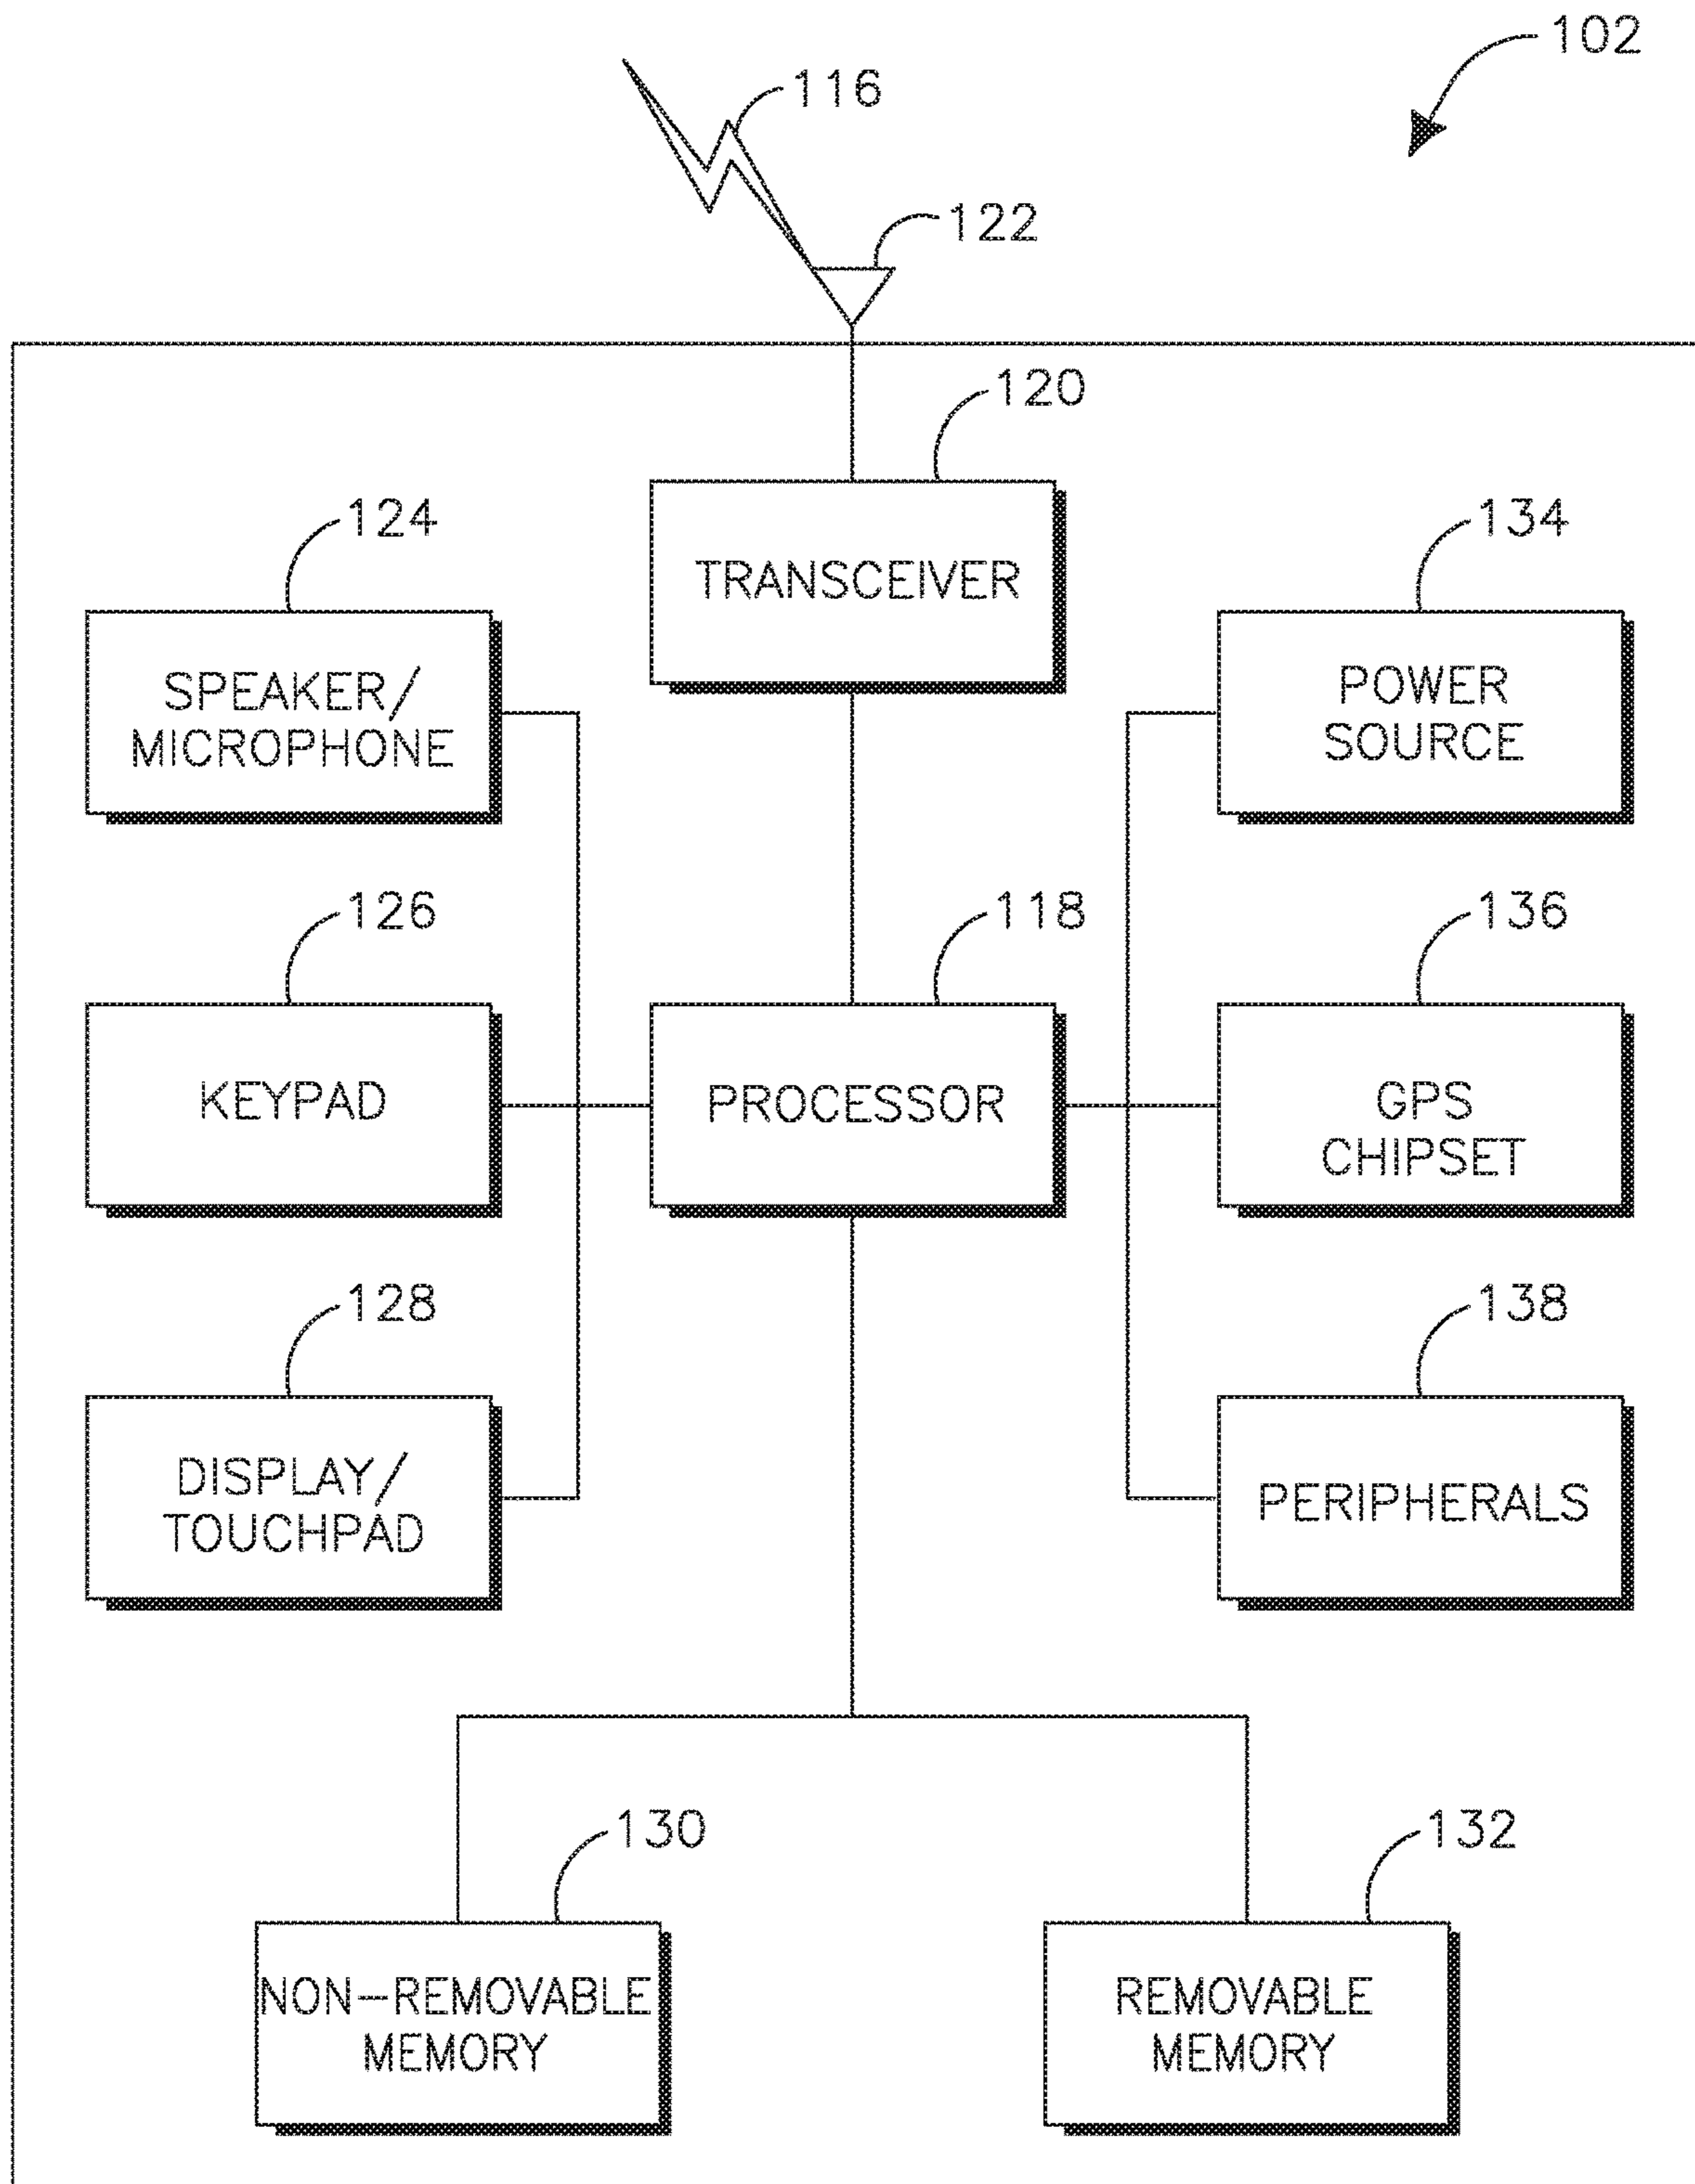 102
116
122
120
TRANSCEIVER
124
SPEAKER/
MICROPHONE
134
POWER
SOURCE
126
KEYPAD
118
PROCESSOR
136
GPS
CHIPSET
128
DISPLAY/
TOUCHPAD
138
PERIPHERALS
130
NON-REMOVABLE
MEMORY
132
REMOVABLE
MEMORY